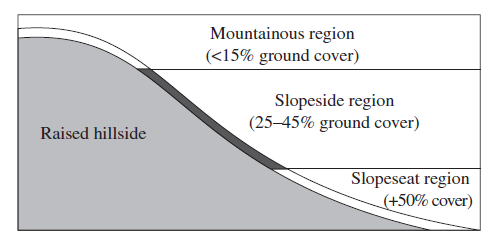 Mountainous region
(<15% ground cover)
Slopeside region
(25–45% ground cover)
Raised hillside
Slopeseat region
(+50% cover)